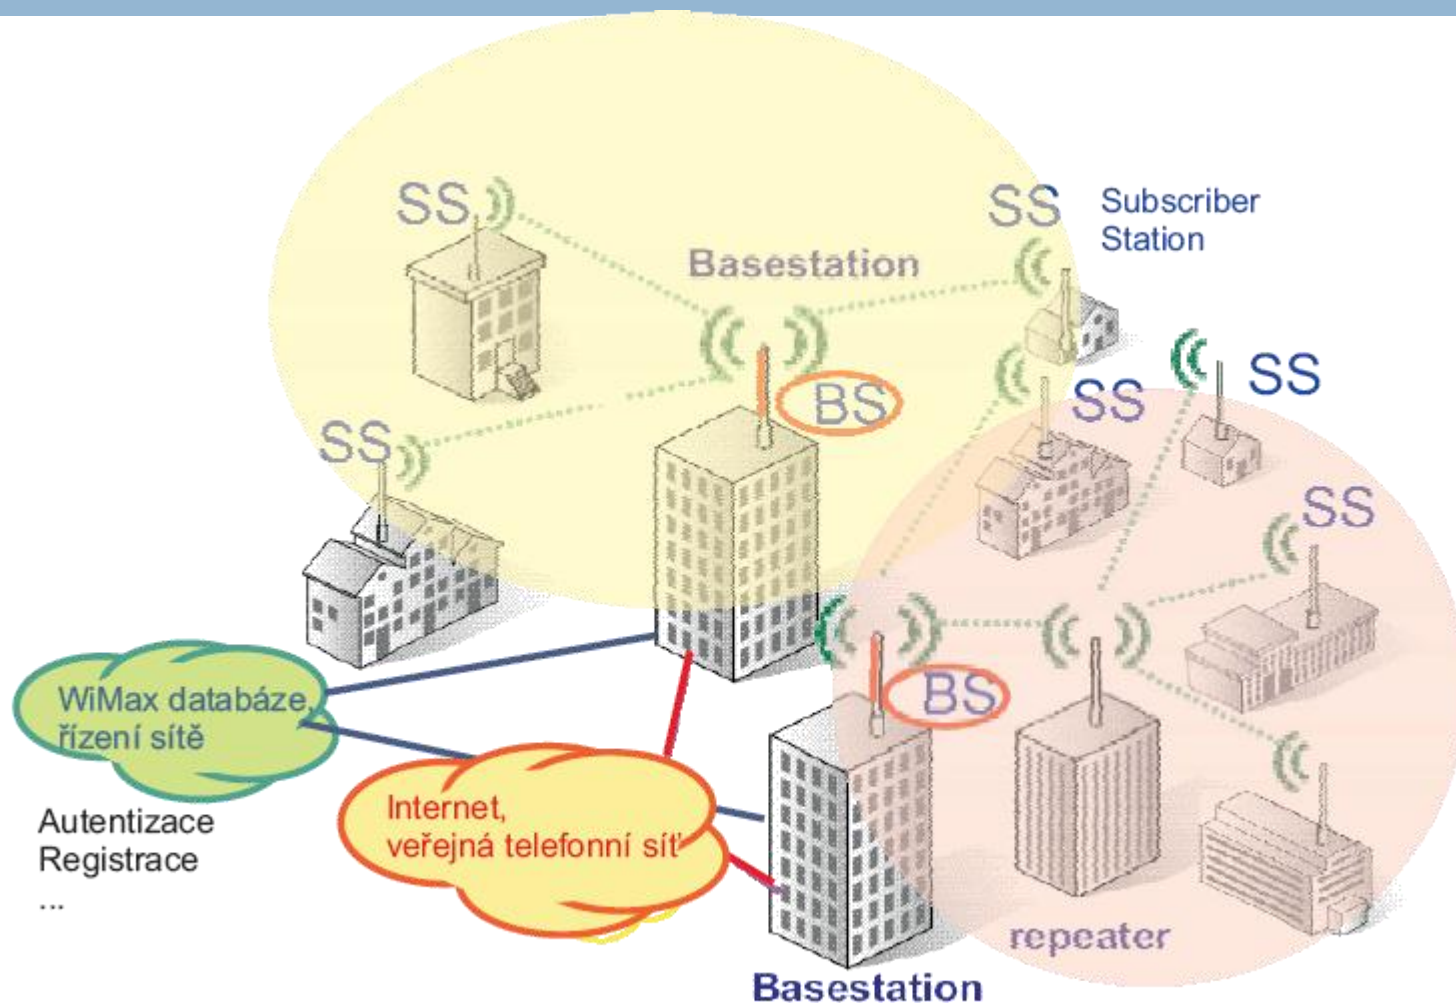 SS
SS
Subscriber
Station
Basestation
SS
SS
BS
SS
SS
BS
WiMax databáze,
řízení sítě
Internet,
veřejná telefonní síť
Autentizace
Registrace
...
repeater
Basestation